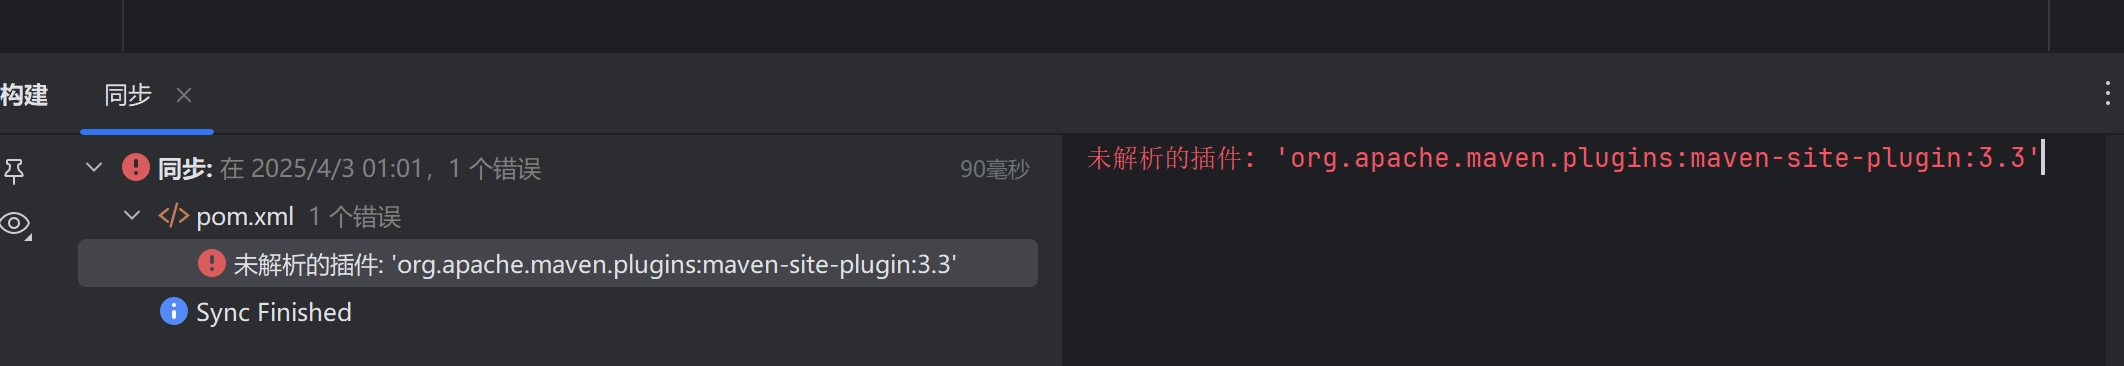 构建 同步
同步: 在 2025/4/3 01:01, 1 个错误 90毫秒
pom.xml 1 个错误
未解析的插件: 'org.apache.maven.plugins:maven-site-plugin:3.3'
Sync Finished
未解析的插件: 'org.apache.maven.plugins:maven-site-plugin:3.3'